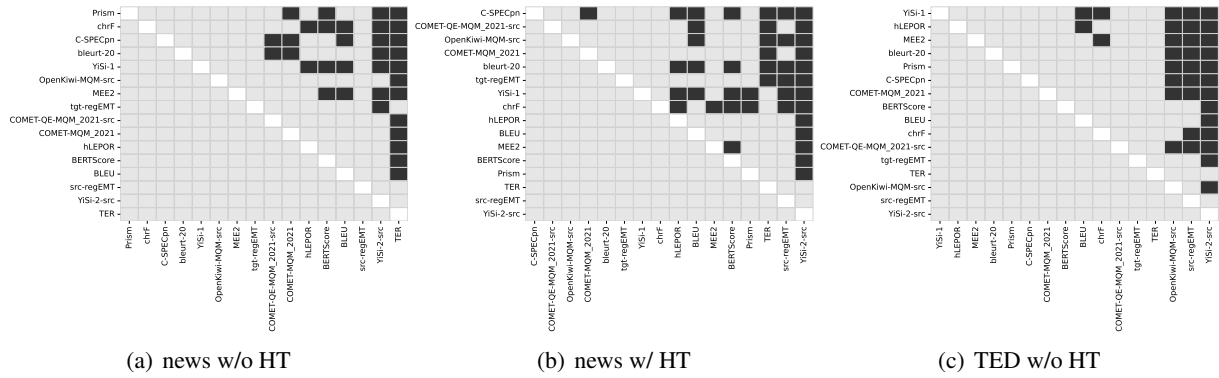 Prism
chrF
C-SPECpn
bleurt-20
YiSi-1
OpenKiwi-MQM-src
MEE2
tgt-regEMT
COMET-QE-MQM_2021-src
COMET-MQM_2021
hLEPOR
BERTScore
BLEU
src-regEMT
YiSi-2-src
TER
Prism
chrF
C-SPECpn
bleurt-20
YiSi-1
OpenKiwi-MQM-src
MEE2
tgt-regEMT
COMET-QE-MQM_2021-src
COMET-MQM_2021
hLEPOR
BERTScore
BLEU
src-regEMT
YiSi-2-src
TER
(a) news w/o HT
C-SPECpn
COMET-QE-MQM_2021-src
OpenKiwi-MQM-src
COMET-MQM_2021
bleurt-20
tgt-regEMT
YiSi-1
chrF
hLEPOR
BLEU
MEE2
BERTScore
Prism
TER
src-regEMT
YiSi-2-src
C-SPECpn
COMET-QE-MQM_2021-src
OpenKiwi-MQM-src
COMET-MQM_2021
bleurt-20
tgt-regEMT
YiSi-1
chrF
hLEPOR
BLEU
MEE2
BERTScore
Prism
TER
src-regEMT
YiSi-2-src
(b) news w/ HT
YiSi-1
hLEPOR
MEE2
bleurt-20
Prism
C-SPECpn
COMET-MQM_2021
BERTScore
BLEU
chrF
COMET-QE-MQM_2021-src
tgt-regEMT
TER
OpenKiwi-MQM-src
src-regEMT
YiSi-2-src
YiSi-1
hLEPOR
MEE2
bleurt-20
Prism
C-SPECpn
COMET-MQM_2021
BERTScore
BLEU
chrF
COMET-QE-MQM_2021-src
tgt-regEMT
TER
OpenKiwi-MQM-src
src-regEMT
YiSi-2-src
(c) TED w/o HT